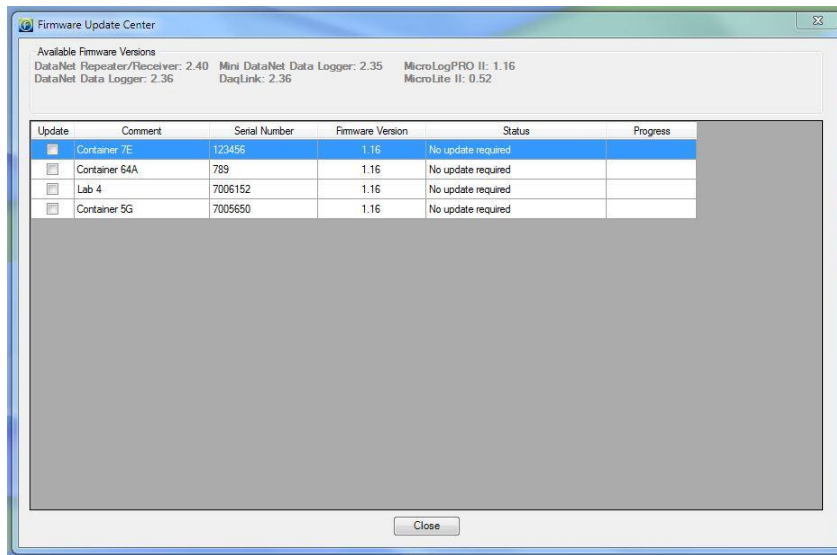 Firmware Update Center
Available Firmware Versions
DataNet Repeater/Receiver: 2.40 Mini DataNet Data Logger: 2.35 MicroLogPRO II: 1.16
DataNet Data Logger: 2.36 DaqLink: 2.36 MicroLite II: 0.52
Update Comment Serial Number Firmware Version Status Progress
Container 7E 123456 1.16 No update required
Container 64A 789 1.16 No update required
Lab 4 7006152 1.16 No update required
Container 5G 7005650 1.16 No update required
Close